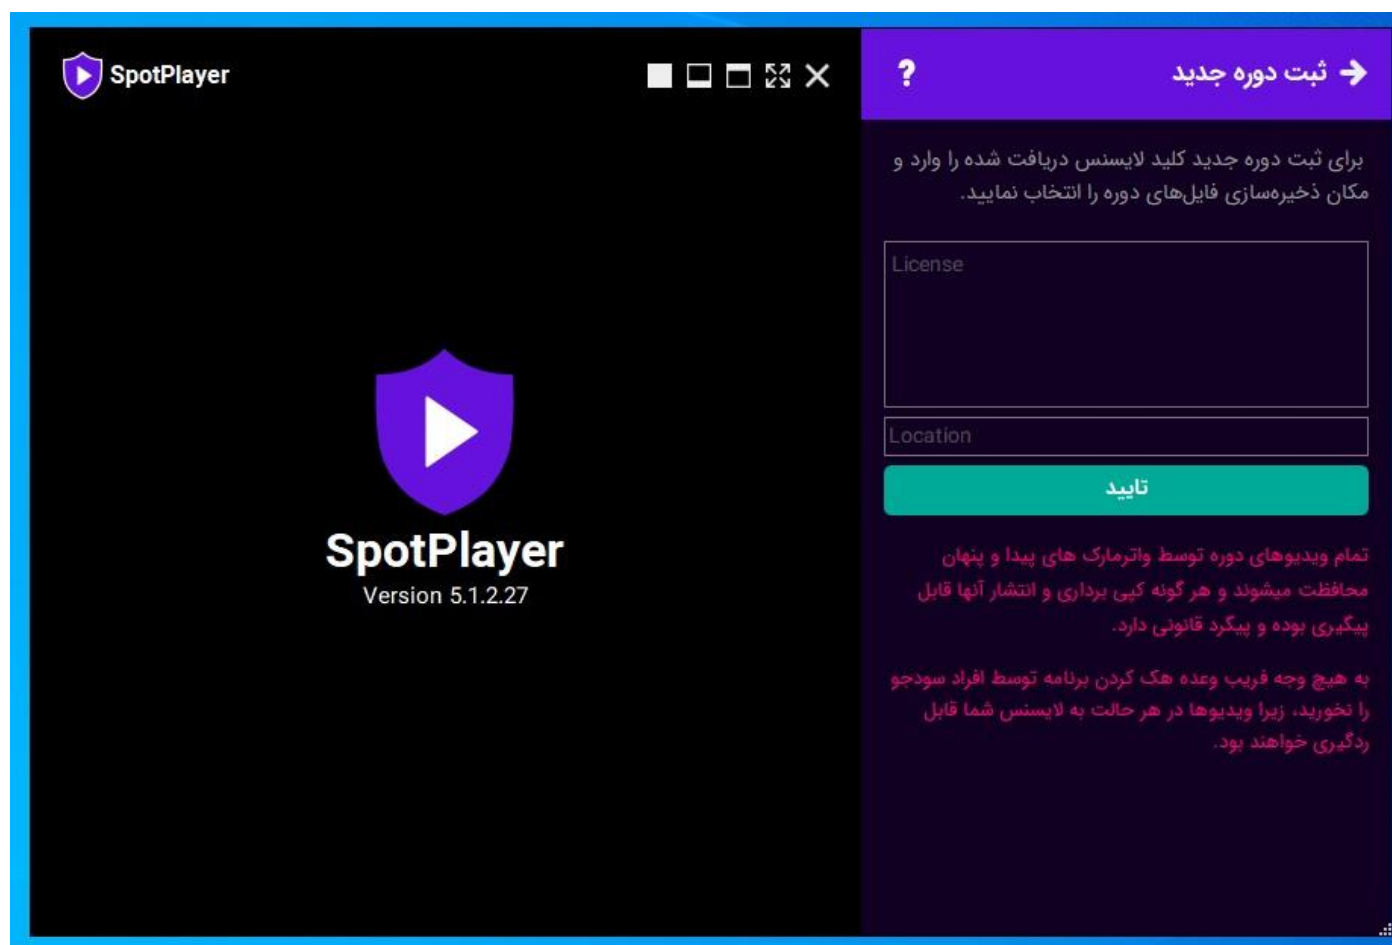 SpotPlayer
? ثبت دوره جدید
برای ثبت دوره جدید کلید لایسنس دریافت شده را وارد و
مکان ذخیره‌سازی فایل‌های دوره را انتخاب نمایید.
License
Location
تایید
تمام ویدیوهای دوره توسط واترمارک های پیدا و پنهان
محافظت میشوند و هر گونه کپی برداری و انتشار آنها قابل
پیگیری بوده و پیگرد قانونی دارد.
به هیچ وجه فریب وعده هک کردن برنامه توسط افراد سودجو
را نخورید، زیرا ویدیوها در هر حالت به لایسنس شما قابل
ردگیری خواهند بود.
SpotPlayer
Version 5.1.2.27